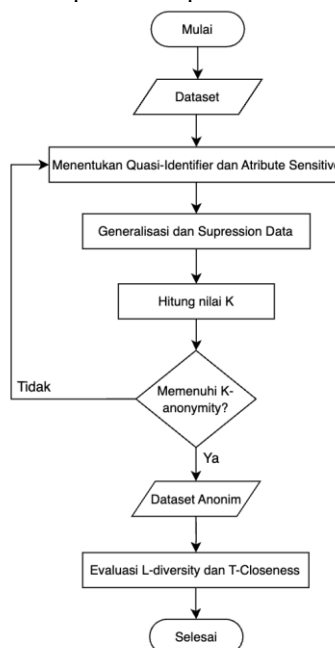 Mulai
Dataset
Menentukan Quasi-Identifier dan Atribute Sensitive
Generalisasi dan Supression Data
Hitung nilai K
Memenuhi K-
anonymity?
Tidak
Ya
Dataset Anonim
Evaluasi L-diversity dan T-Closeness
Selesai